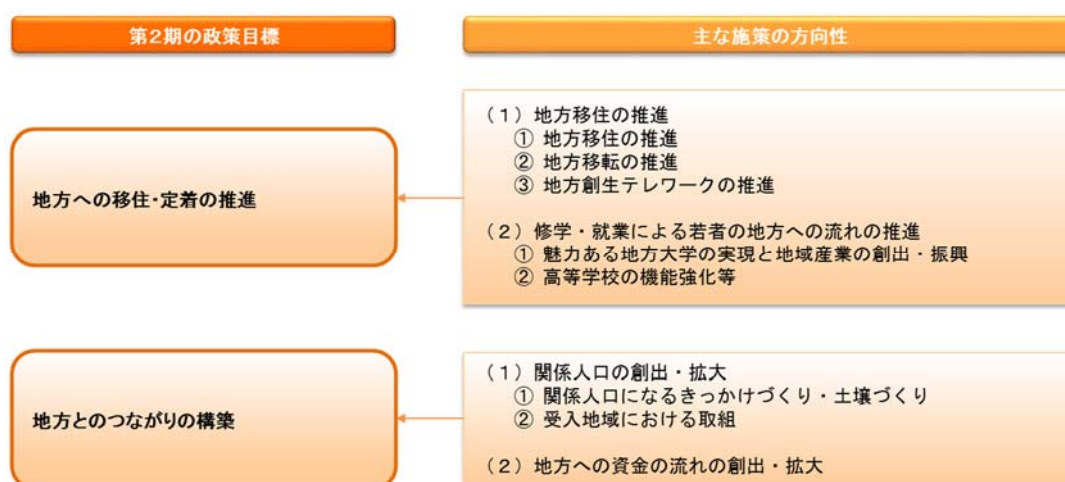 第2期の政策目標
主な施策の方向性
地方への移住・定着の推進
（1）地方移住の推進
① 地方移住の推進
② 地方移転の推進
③ 地方創生テレワークの推進
（2）修学・就業による若者の地方への流れの推進
① 魅力ある地方大学の実現と地域産業の創出・振興
② 高等学校の機能強化等
地方とのつながりの構築
（1）関係人口の創出・拡大
① 関係人口になるきっかけづくり・土壌づくり
② 受入地域における取組
（2）地方への資金の流れの創出・拡大